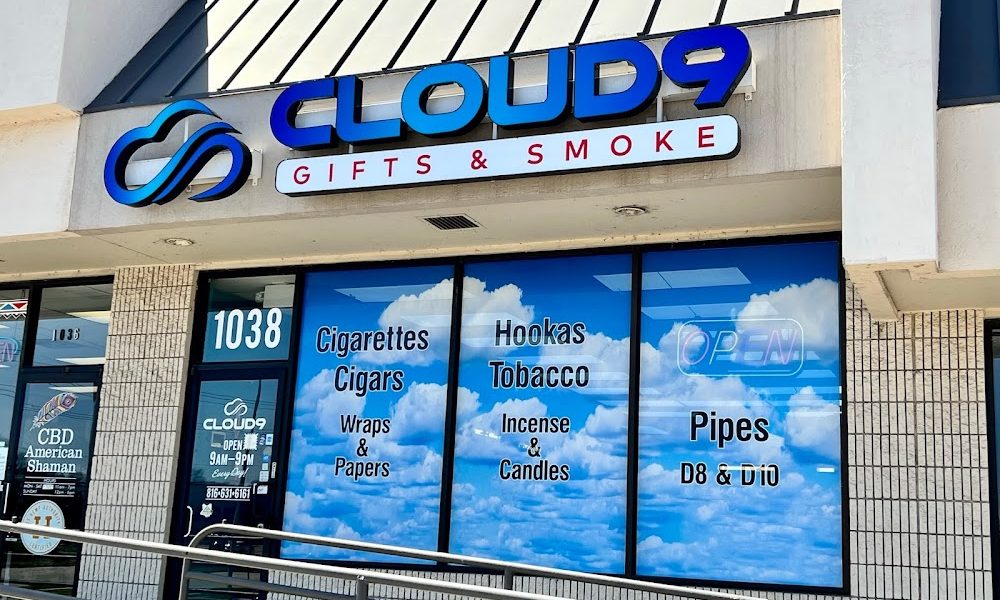 CLOUD9
GIFTS & SMOKE
1036
CBD
American
Shaman
HOURS
1038
CLOUD9
OPEN
9AM-9PM
Every Day!
816-631-6161
Cigarettes
Cigars
Wraps
&
Papers
Hookas
Tobacco
Incense
&
Candles
OPEN
Pipes
D8 & D10